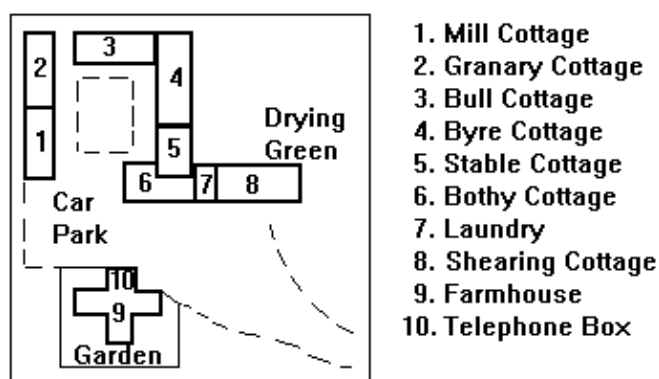 2
3
4
1
5
6
7
8
Drying
Green
Car
Park
10
9
Garden
1. Mill Cottage
2. Granary Cottage
3. Bull Cottage
4. Byre Cottage
5. Stable Cottage
6. Bothy Cottage
7. Laundry
8. Shearing Cottage
9. Farmhouse
10. Telephone Box